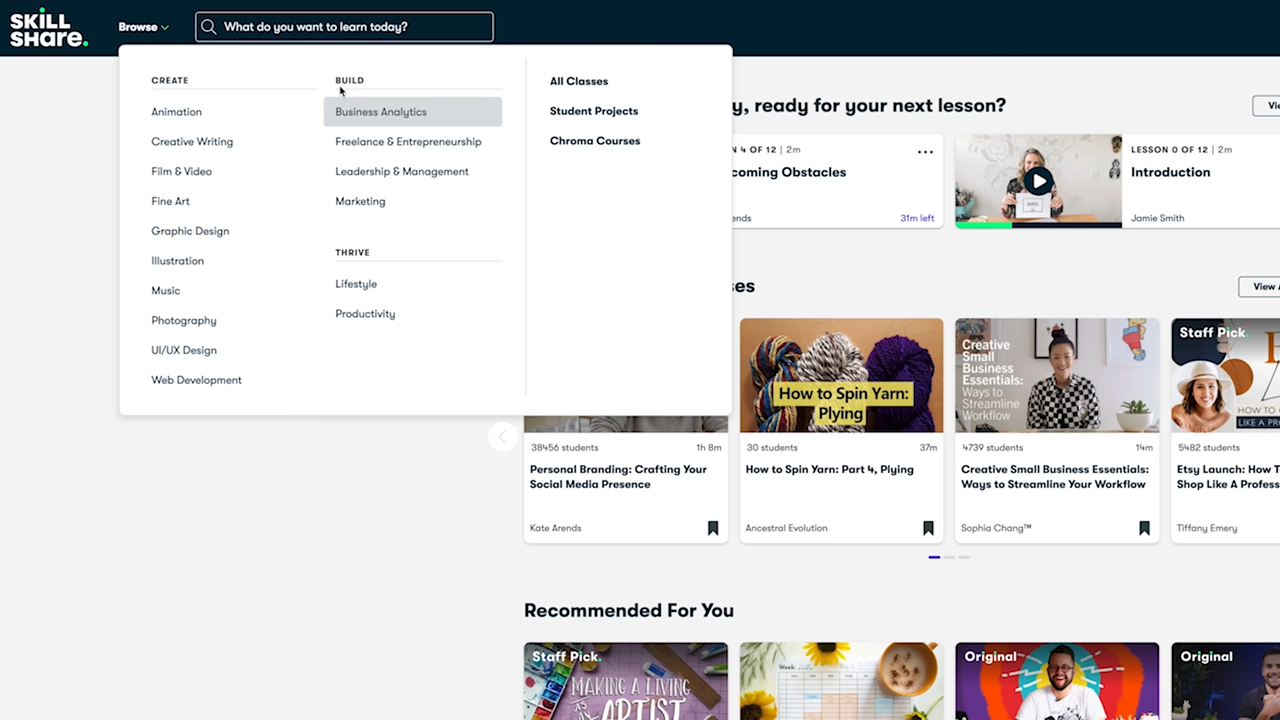 SKILL
SHARE.
Browse
What do you want to learn today?
CREATE
Animation
Creative Writing
Film & Video
Fine Art
Graphic Design
Illustration
Music
Photography
UI/UX Design
Web Development
BUILD
Business Analytics
Freelance & Entrepreneurship
Leadership & Management
Marketing
THRIVE
Lifestyle
Productivity
All Classes
Student Projects
Chroma Courses
y, ready for your next lesson?
N 4 OF 12 | 2m
coming Obstacles
ends
31m left
LESSON 0 OF 12 | 2m
Introduction
Jamie Smith
ses
View
38456 students
1h 8m
Personal Branding: Crafting Your
Social Media Presence
Kate Arends
How to Spin Yarn:
Plying
30 students
37m
How to Spin Yarn: Part 4, Plying
Ancestral Evolution
Creative
Small
Business
Essentials:
Ways to
Streamline
Workflow
4739 students
14m
Creative Small Business Essentials:
Ways to Streamline Your Workflow
Sophia Chang™
Staff Pick.
HOW TO
LIKE A PRO
5482 students
Etsy Launch: How T
Shop Like A Profess
Tiffany Emery
Recommended For You
Staff Pick.
MAKING A LIVING
AS AN
ARTIST
Week:
Original
Original